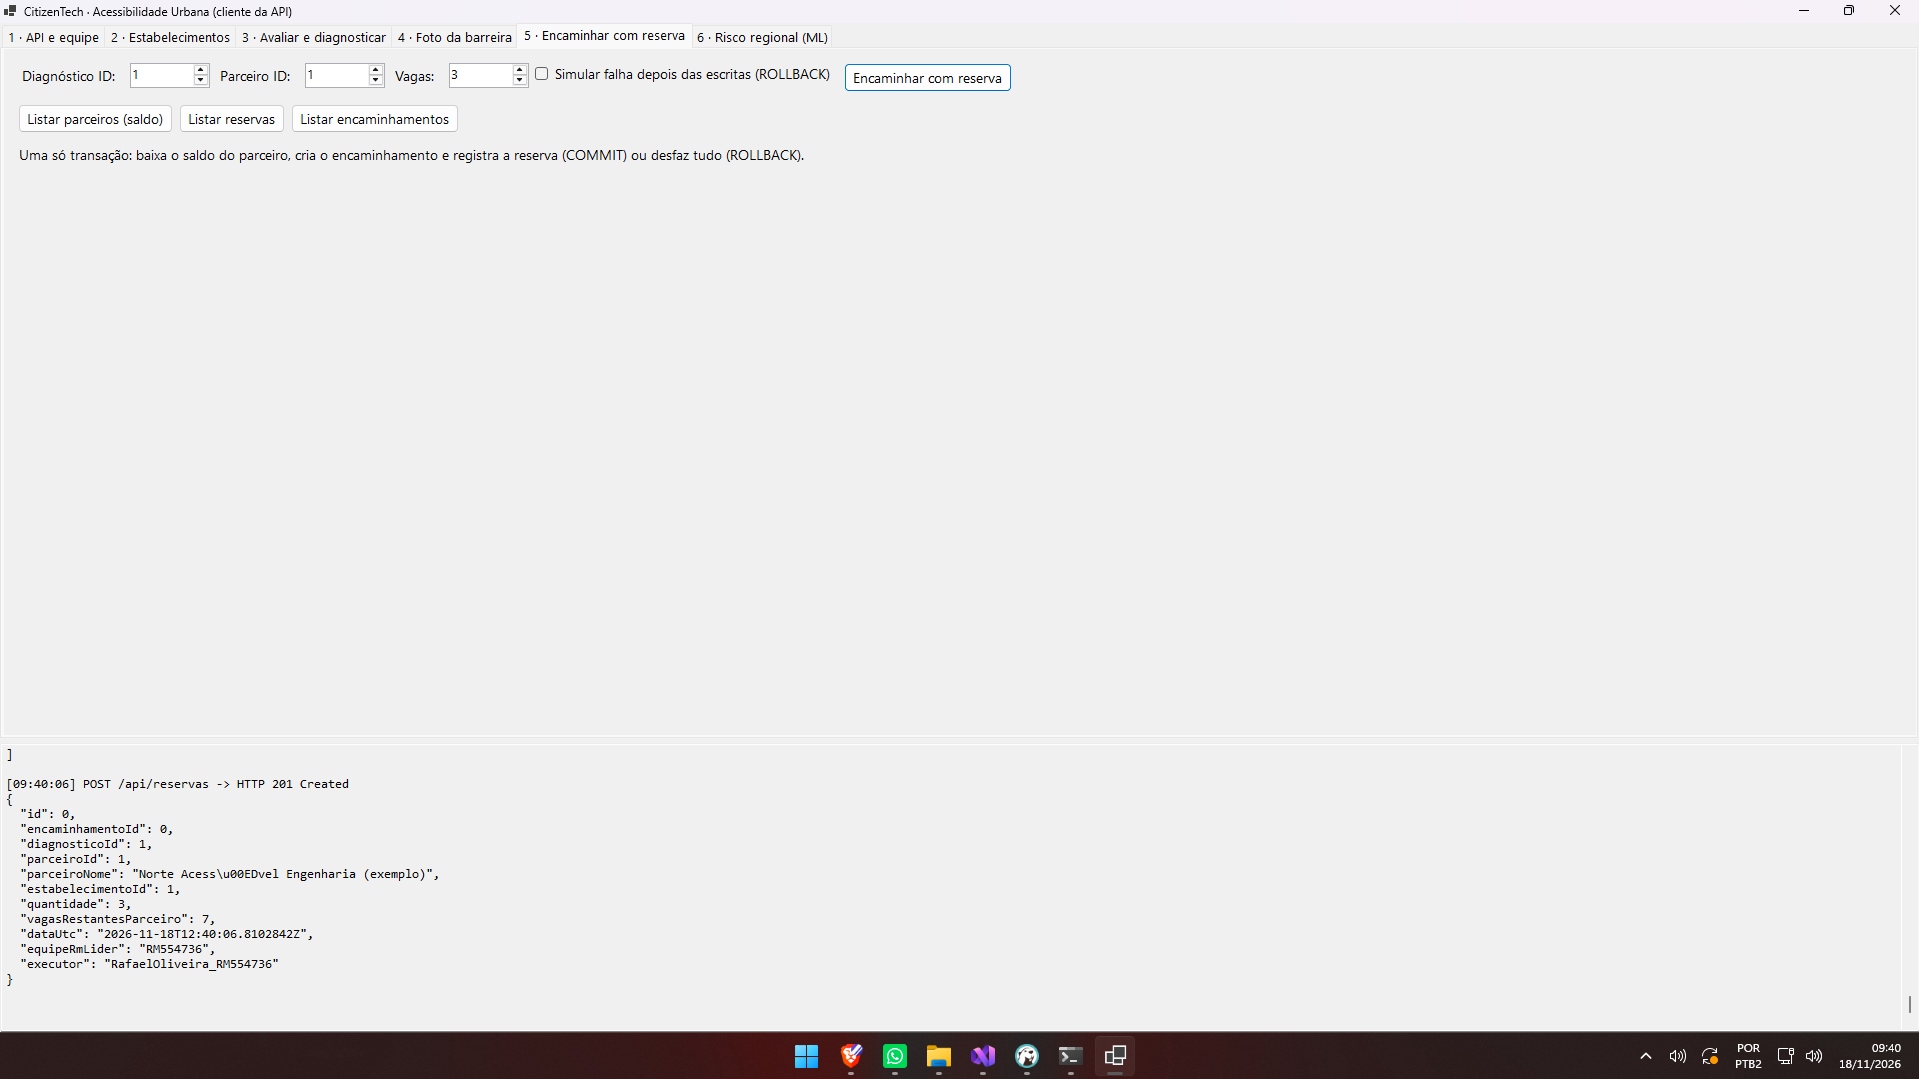 CitizenTech · Acessibilidade Urbana (cliente da API)
1 · API e equipe 2 · Estabelecimentos 3 · Avaliar e diagnosticar 4 · Foto da barreira 5 · Encaminhar com reserva 6 · Risco regional (ML)
Diagnóstico ID: 1 Parceiro ID: 1 Vagas: 3 Simular falha depois das escritas (ROLLBACK) Encaminhar com reserva
Listar parceiros (saldo) Listar reservas Listar encaminhamentos
Uma só transação: baixa o saldo do parceiro, cria o encaminhamento e registra a reserva (COMMIT) ou desfaz tudo (ROLLBACK).
]
[09:40:06] POST /api/reservas -> HTTP 201 Created
{
"id": 0,
"encaminhamentoId": 0,
"diagnosticoId": 1,
"parceiroId": 1,
"parceiroNome": "Norte Acess\u00EDvel Engenharia (exemplo)",
"estabelecimentoId": 1,
"quantidade": 3,
"vagasRestantesParceiro": 7,
"dataUtc": "2026-11-18T12:40:06.8102842Z",
"equipeRmLider": "RM554736",
"executor": "RafaelOliveira_RM554736"
}
POR
PTB2
09:40
18/11/2026